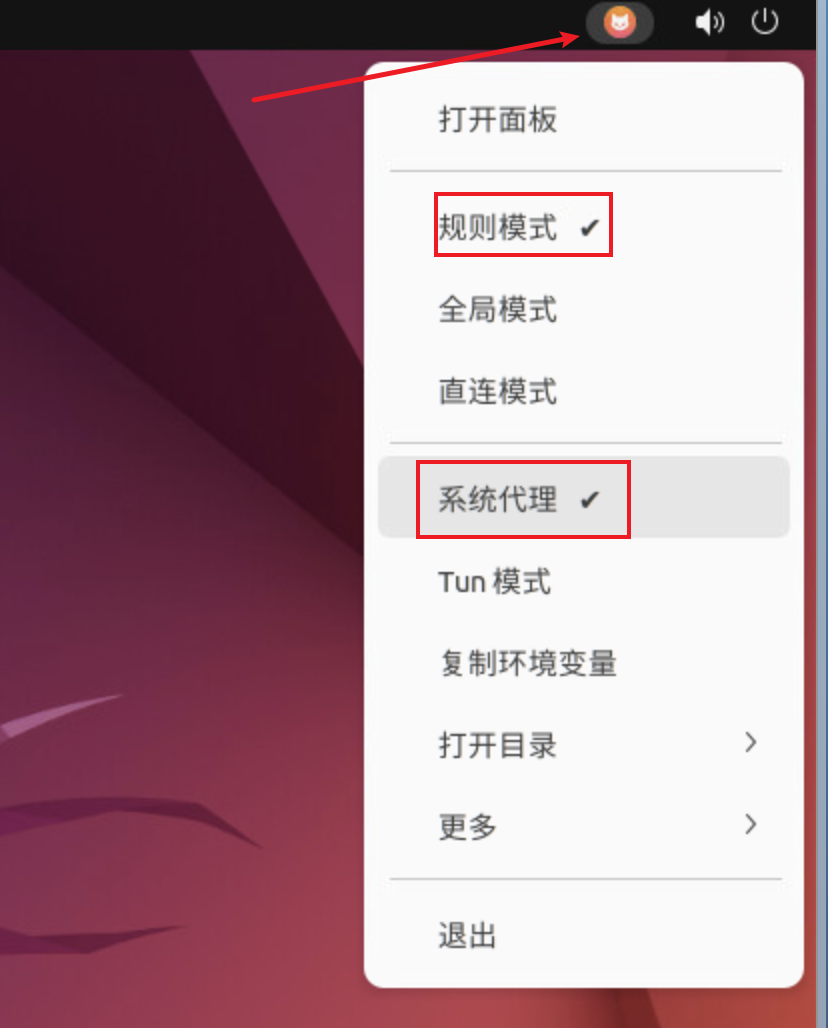 打开面板
规则模式 ✔
全局模式
直连模式
系统代理 ✔
Tun 模式
复制环境变量
打开目录
更多
退出